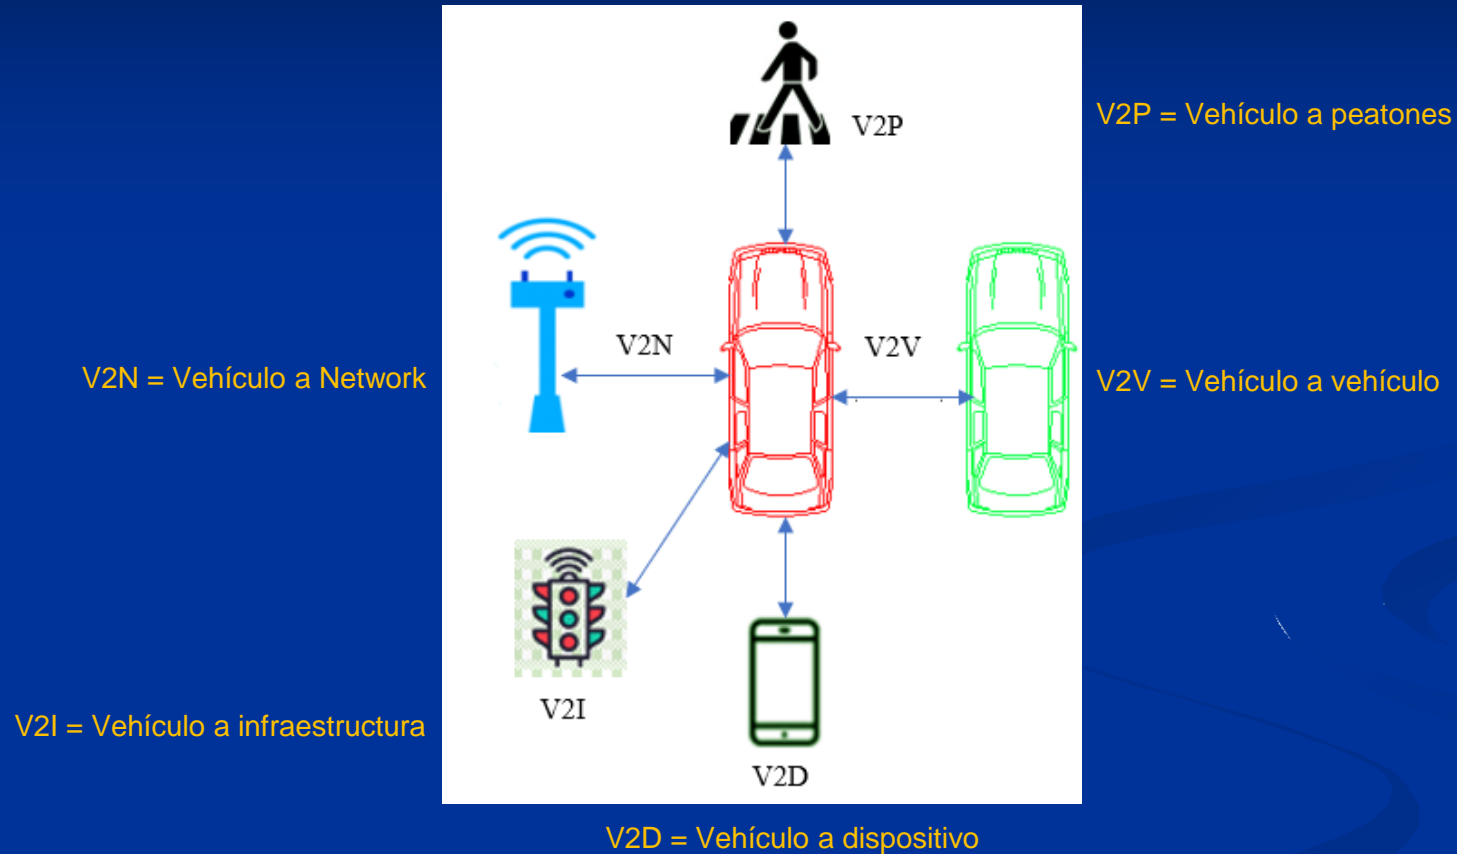 V2P
V2P = Vehículo a peatones
V2N
V2V
V2N = Vehículo a Network
V2V = Vehículo a vehículo
V2I
V2I = Vehículo a infraestructura
V2D
V2D = Vehículo a dispositivo